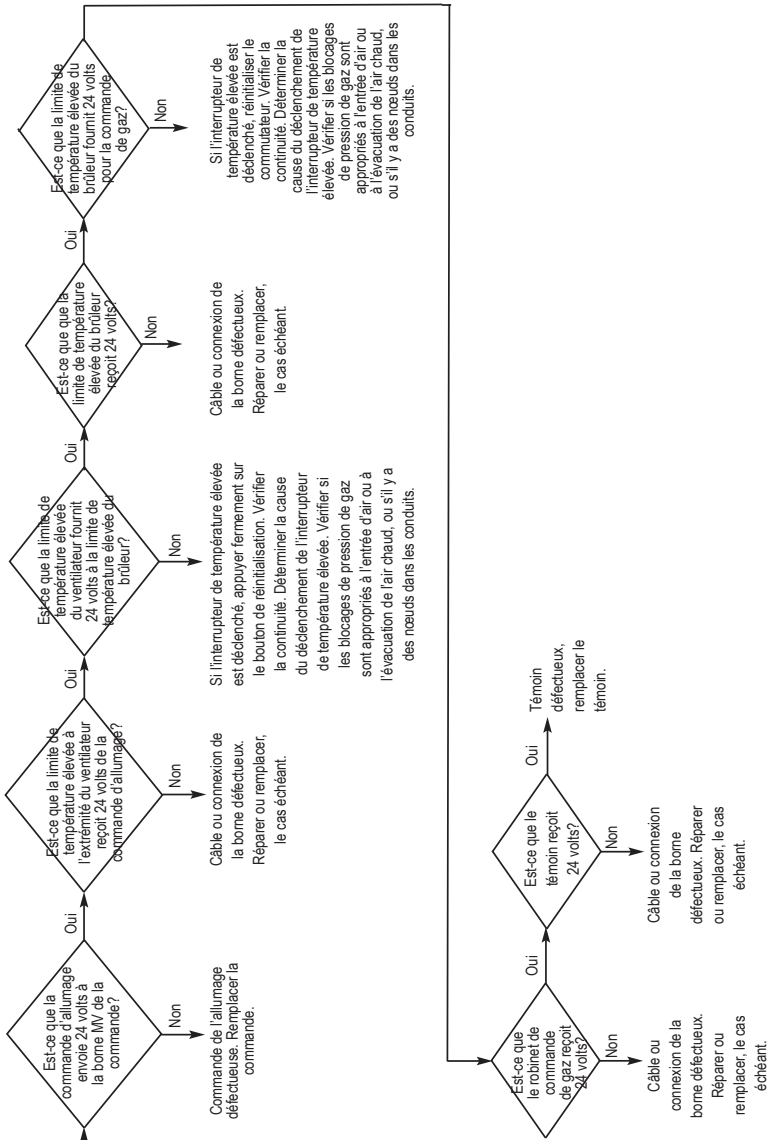 Est-ce que la
commande d'allumage
envoie 24 volts à
la borne MV de la
commande?
Oui
Non
Commande de l'allumage
défectueuse. Remplacer la
commande.
Est-ce que la limite de
température élevée à
l'extrémité du ventilateur
reçoit 24 volts de la
commande d'allumage?
Oui
Non
Câble ou connexion de
la borne défectueux.
Réparer ou remplacer,
le cas échéant.
Est-ce que la limite de
température élevée
du ventilateur fournit
24 volts à la limite de
température élevée du
brûleur?
Oui
Non
Si l'interrupteur de température élevée
est déclenché, appuyer fermement sur
le bouton de réinitialisation. Vérifier
la continuité. Déterminer la cause
du déclenchement de l'interrupteur
de température élevée. Vérifier si
les blocages de pression de gaz
sont appropriés à l'entrée d'air ou à
l'évacuation de l'air chaud, ou s'il y a
des nœuds dans les conduits.
Est-ce que que la
limite de température
élevée du brûleur
reçoit 24 volts?
Oui
Non
Câble ou connexion de
la borne défectueux.
Réparer ou remplacer,
le cas échéant.
Est-ce que la limite de
température élevée du
brûleur fournit 24 volts
pour la commande
de gaz?
Non
Si l'interrupteur de
température élevée est
déclenché, réinitialiser le
commutateur. Vérifier la
continuité. Déterminer la
cause du déclenchement de
l'interrupteur de température
élevée. Vérifier si les blocages
de pression de gaz sont
appropriés à l'entrée d'air ou
à l'évacuation de l'air chaud,
ou s'il y a des nœuds dans les
conduits.
Est-ce que
le robinet de
commande
de gaz reçoit
24 volts?
Oui
Non
Câble ou
connexion de la
borne défectueux.
Réparer ou
remplacer, le cas
échéant.
Est-ce que le
témoin reçoit
24 volts?
Oui
Non
Câble ou connexion
de la borne
défectueux. Réparer
ou remplacer, le cas
échéant.
Témoin
défectueux,
remplacer le
témoin.